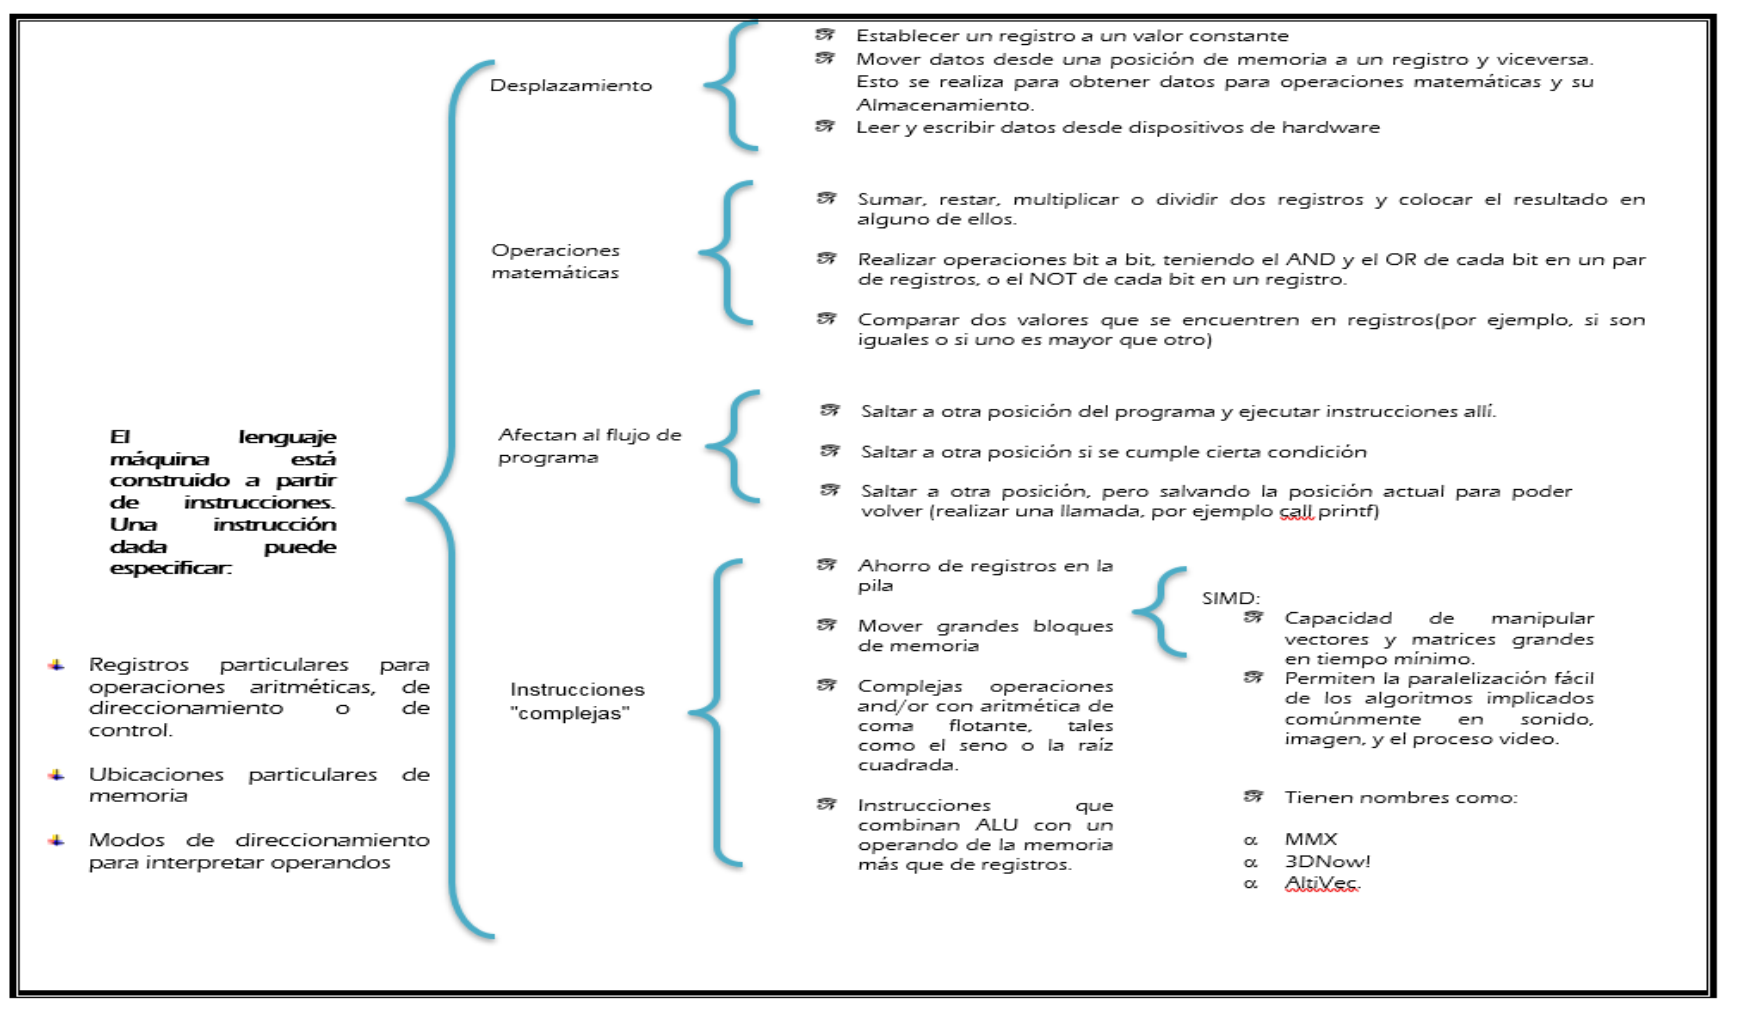 El lenguaje
máquina está
construido a partir
de instrucciones.
Una instrucción
dada puede
especificar:
Registros particulares para
operaciones aritméticas, de
direccionamiento o de
control.
Ubicaciones particulares de
memoria
Modos de direccionamiento
para interpretar operandos
Desplazamiento
Establecer un registro a un valor constante
Mover datos desde una posición de memoria a un registro y viceversa.
Esto se realiza para obtener datos para operaciones matemáticas y su
Almacenamiento.
Leer y escribir datos desde dispositivos de hardware
Operaciones
matemáticas
Sumar, restar, multiplicar o dividir dos registros y colocar el resultado en
alguno de ellos.
Realizar operaciones bit a bit, teniendo el AND y el OR de cada bit en un par
de registros, o el NOT de cada bit en un registro.
Comparar dos valores que se encuentren en registros(por ejemplo, si son
iguales o si uno es mayor que otro)
Afectan al flujo de
programa
Saltar a otra posición del programa y ejecutar instrucciones allí.
Saltar a otra posición si se cumple cierta condición
Saltar a otra posición, pero salvando la posición actual para poder
volver (realizar una llamada, por ejemplo call printf)
Instrucciones
"complejas"
Ahorro de registros en la
pila
Mover grandes bloques
de memoria
Complejas operaciones
and/or con aritmética de
coma flotante, tales
como el seno o la raíz
cuadrada.
Instrucciones que
combinan ALU con un
operando de la memoria
más que de registros.
SIMD:
Capacidad de manipular
vectores y matrices grandes
en tiempo mínimo.
Permiten la paralelización fácil
de los algoritmos implicados
comúnmente en sonido,
imagen, y el proceso video.
Tienen nombres como:
α MMX
α 3DNow!
α AltiVec.